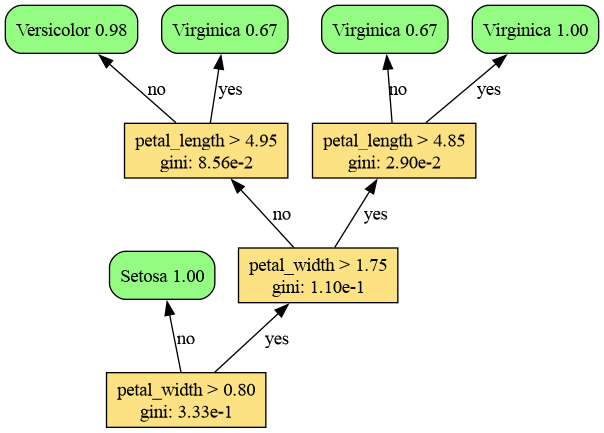 Versicolor 0.98
Virginica 0.67
Virginica 0.67
Virginica 1.00
no
yes
no
yes
petal_length > 4.95
gini: 8.56e-2
petal_length > 4.85
gini: 2.90e-2
no
yes
Setosa 1.00
petal_width > 1.75
gini: 1.10e-1
no
yes
petal_width > 0.80
gini: 3.33e-1